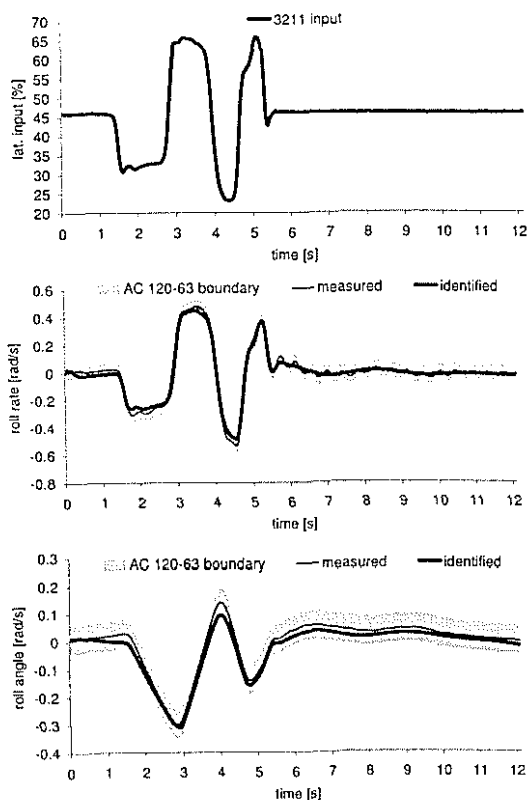 3211 input
lat. input [%]
70
65
60
55
50
45
40
35
30
25
20
0 1 2 3 4 5 6 7 8 9 10 11 12
time [s]
AC 120-63 boundary measured identified
roll rate [rad/s]
0.6
0.4
0.2
0
-0.2
-0.4
-0.6
-0.8
0 1 2 3 4 5 6 7 8 9 10 11 12
time [s]
AC 120-63 boundary measured identified
roll angle [rad/s]
0.3
0.2
0.1
0
-0.1
-0.2
-0.3
-0.4
0 1 2 3 4 5 6 7 8 9 10 11 12
time [s]